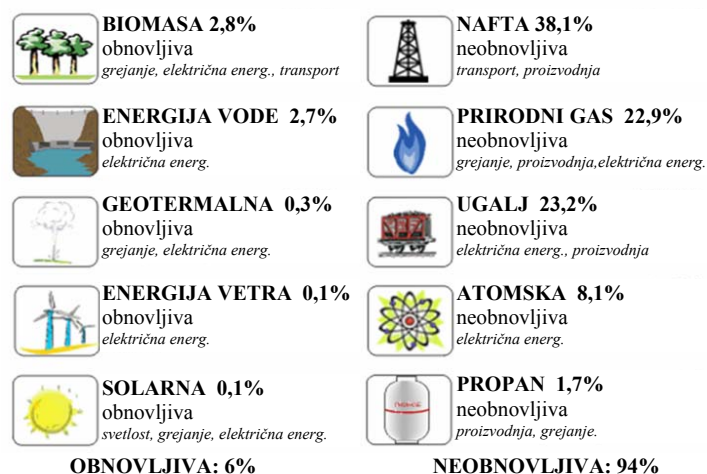 BIOMASA 2,8%
obnovljiva
grejanje, električna energ., transport
ENERGIJA VODE 2,7%
obnovljiva
električna energ.
GEOTERMALNA 0,3%
obnovljiva
grejanje, električna energ.
ENERGIJA VETRA 0,1%
obnovljiva
električna energ.
SOLARNA 0,1%
obnovljiva
svetlost, grejanje, električna energ.
OBNOVLJIVA: 6%
NAFTA 38,1%
neobnovljiva
transport, proizvodnja
PRIRODNI GAS 22,9%
neobnovljiva
grejanje, proizvodnja,električna energ.
UGALJ 23,2%
neobnovljiva
električna energ., proizvodnja
ATOMSKA 8,1%
neobnovljiva
električna energ.
PROPAN 1,7%
neobnovljiva
proizvodnja, grejanje.
NEOBNOVLJIVA: 94%